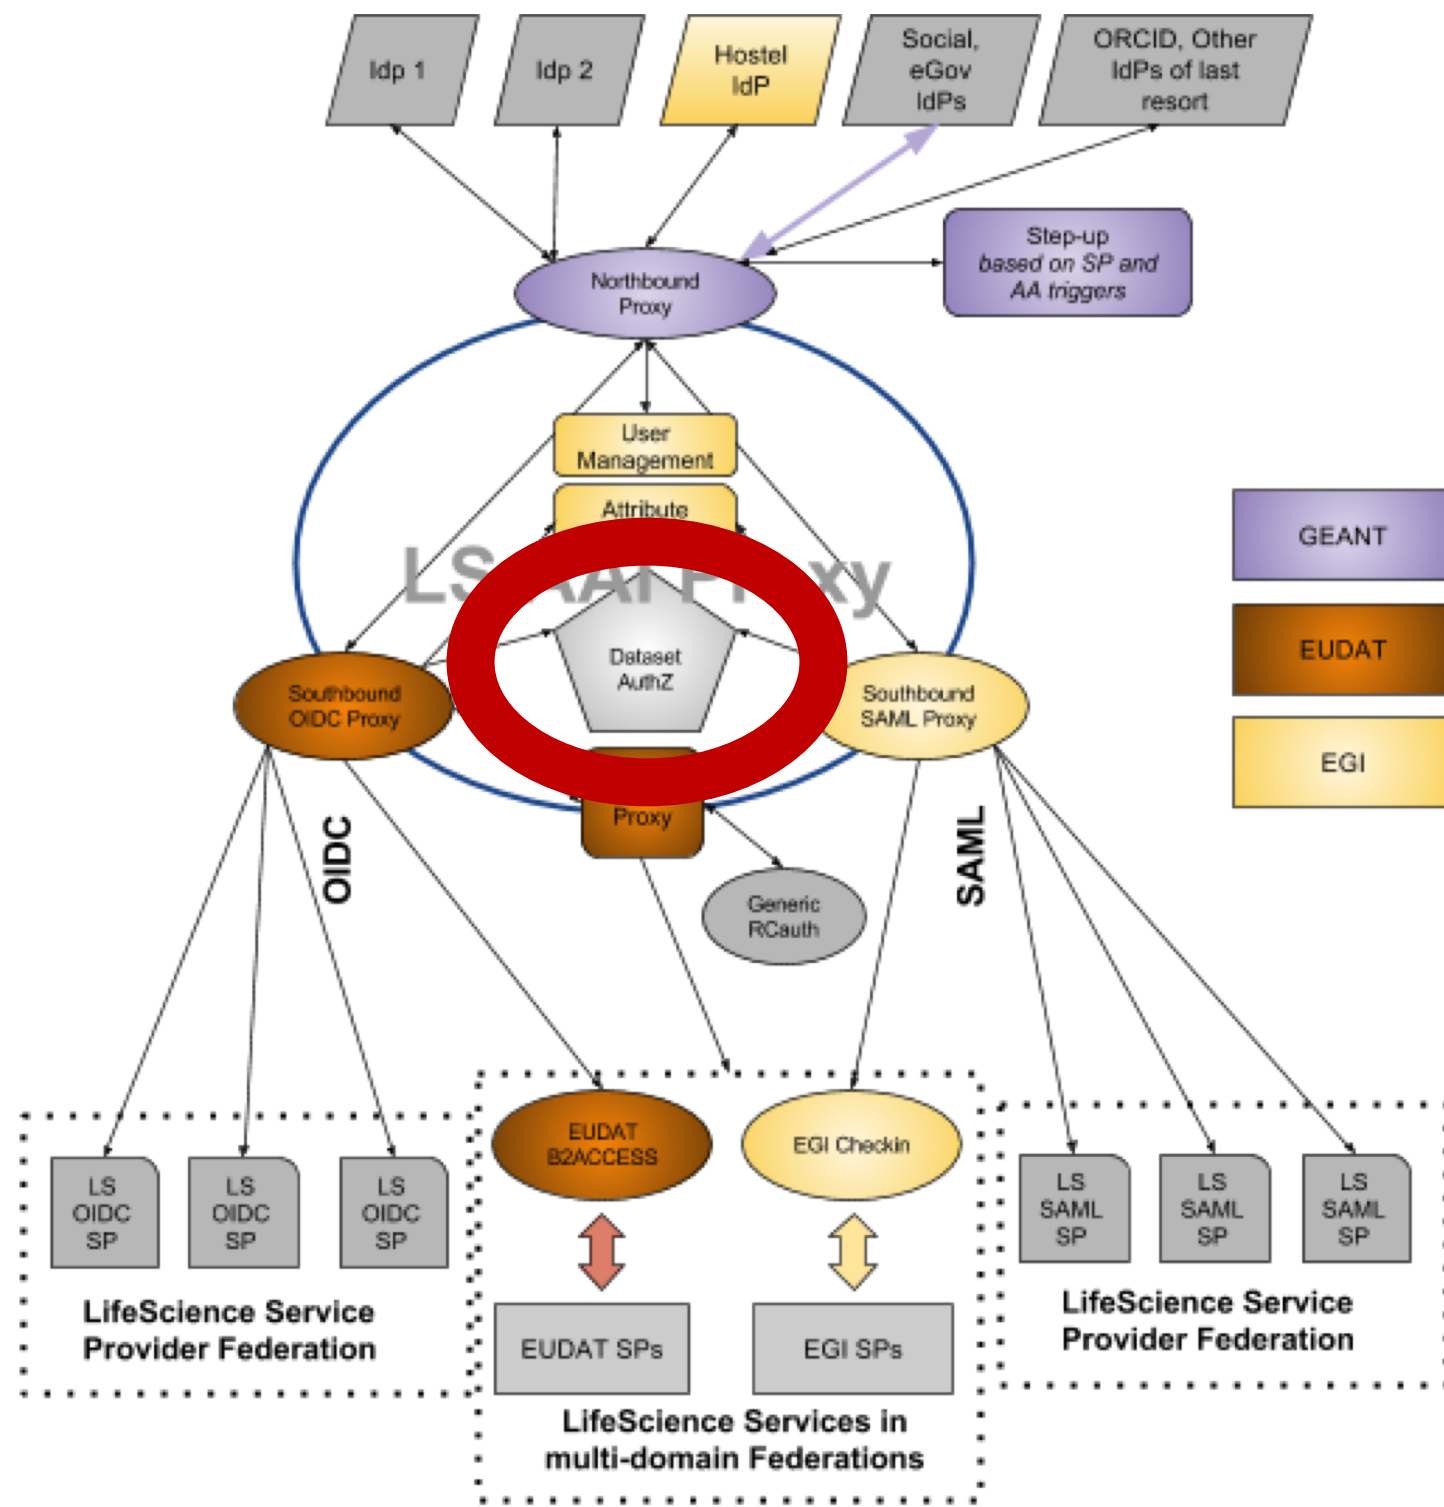 Idp 1
Idp 2
Hostel
IdP
Social,
eGov
IdPs
ORCID, Other
IdPs of last
resort
Step-up
based on SP and
AA triggers
Northbound
Proxy
User
Management
Attribute
LS AAI Proxy
Dataset
AuthZ
Southbound
OIDC Proxy
Southbound
SAML Proxy
Proxy
Generic
RCauth
OIDC
SAML
GEANT
EUDAT
EGI
EUDAT
B2ACCESS
EGI Checkin
LS
OIDC
SP
LS
OIDC
SP
LS
OIDC
SP
LS
SAML
SP
LS
SAML
SP
LS
SAML
SP
LifeScience Service
Provider Federation
EUDAT SPs
EGI SPs
LifeScience Service
Provider Federation
LifeScience Services in
multi-domain Federations